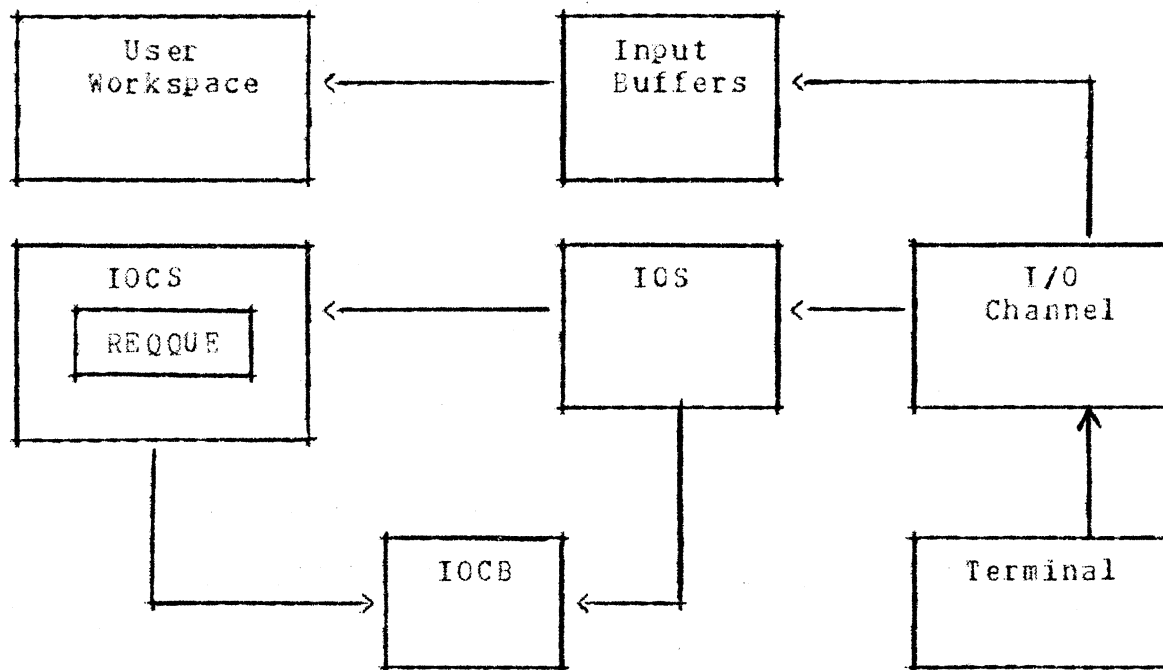 User
Workspace
Input
Buffers
IOCS
REQQUE
IOS
I/O
Channel
IOCB
Terminal